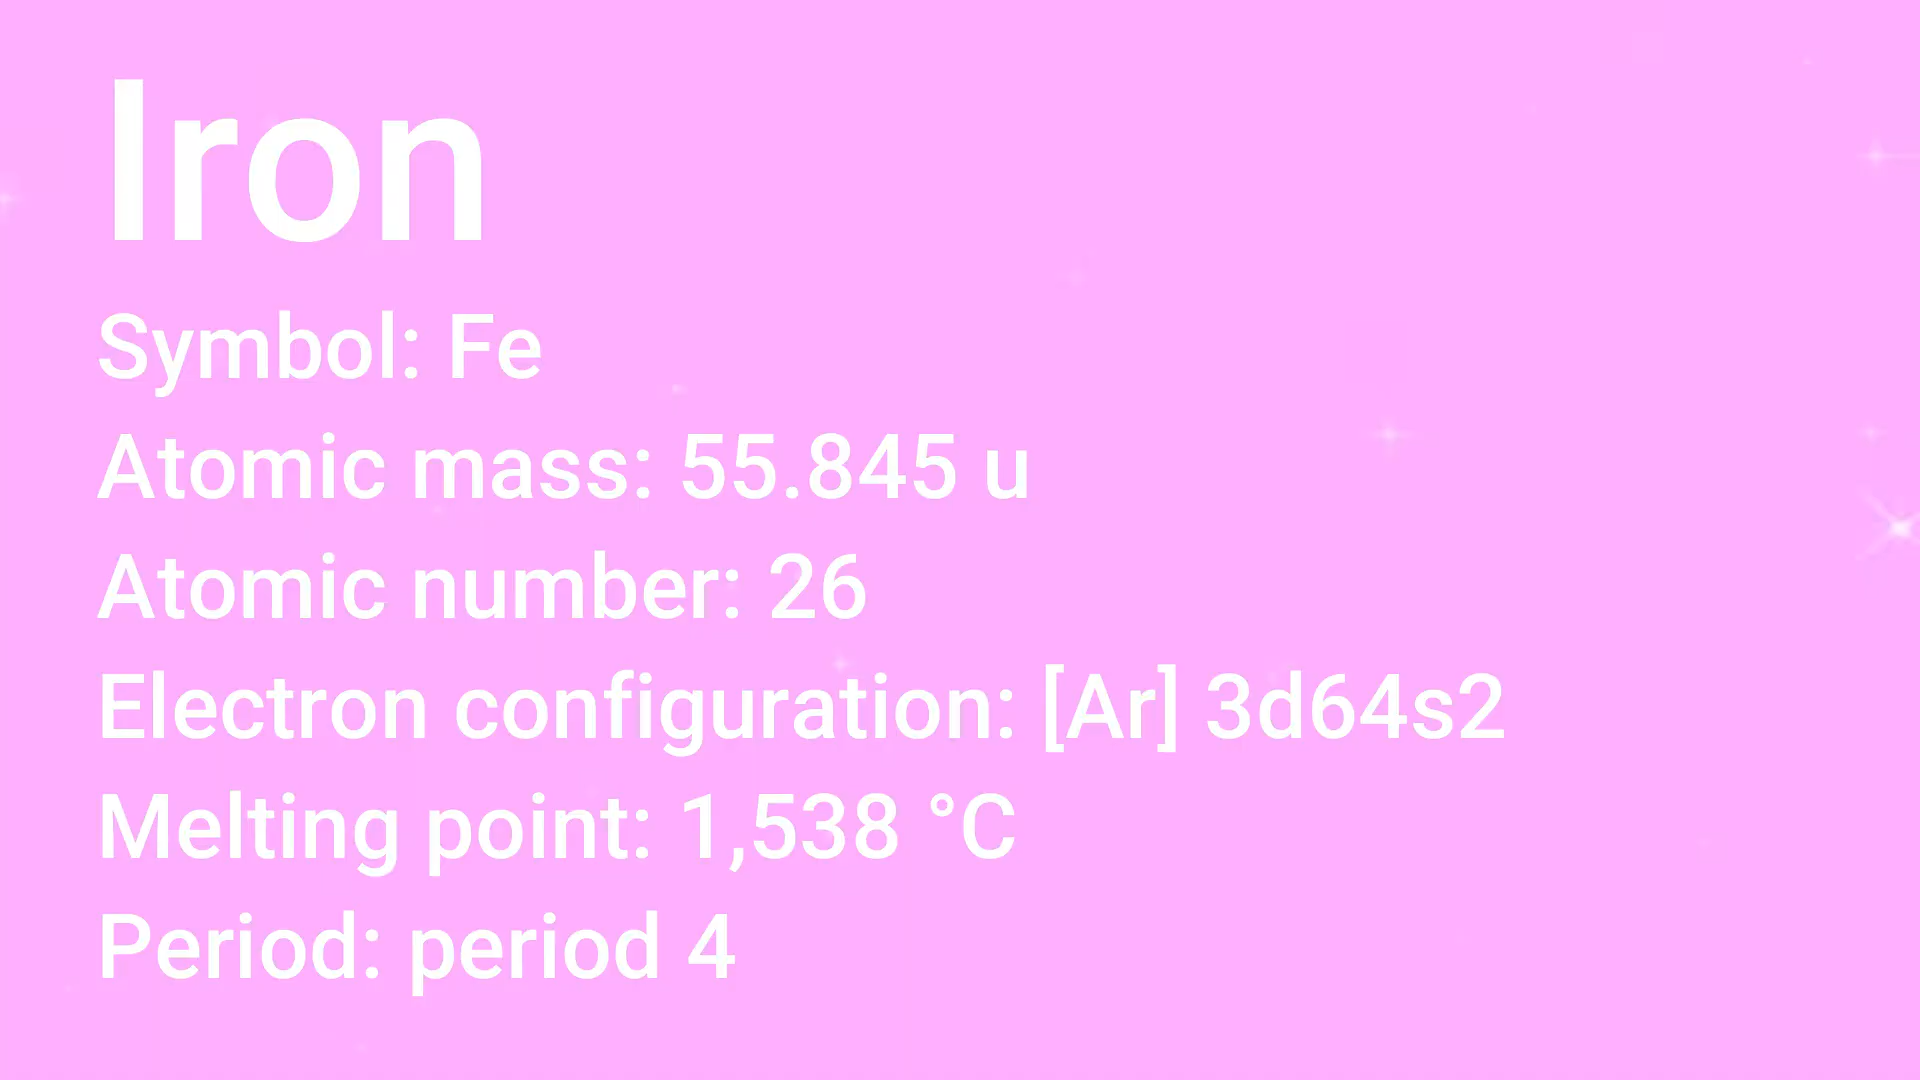 Iron
Symbol: Fe
Atomic mass: 55.845 u
Atomic number: 26
Electron configuration: [Ar] 3d64s2
Melting point: 1,538 °C
Period: period 4